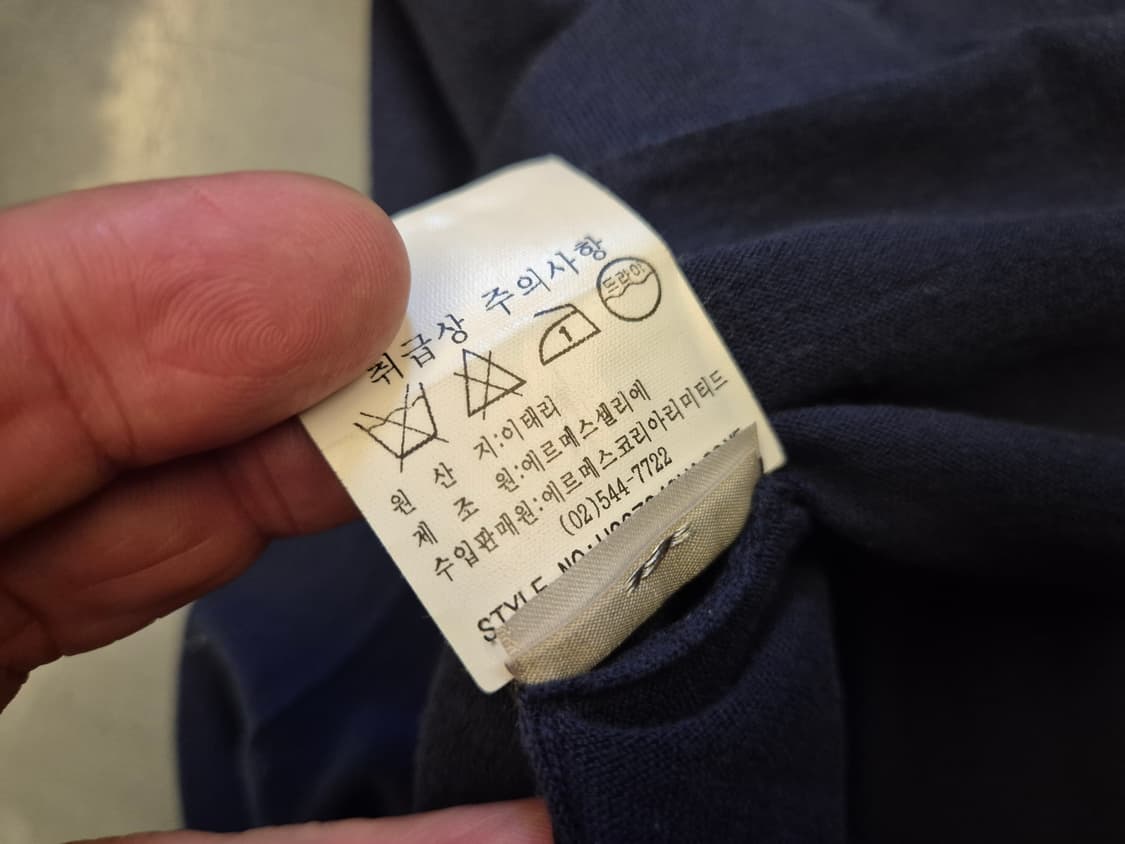 취급상 주의사항
1
드라이
원 산 지:이태리
제 조 원:에르메스셀리에
수입판매원:에르메스코리아리미티드
(02)544-7722
STYLE NO: